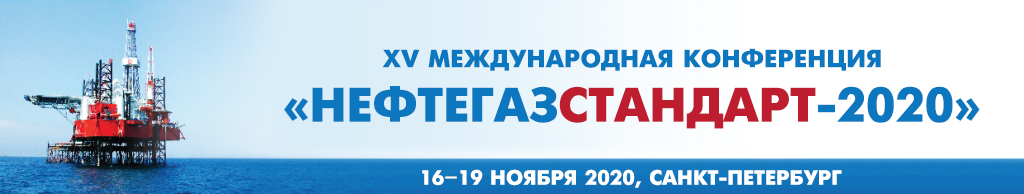 XV МЕЖДУНАРОДНАЯ КОНФЕРЕНЦИЯ
«НЕФТЕГАЗСТАНДАРТ-2020»
16–19 НОЯБРЯ 2020, САНКТ-ПЕТЕРБУРГ